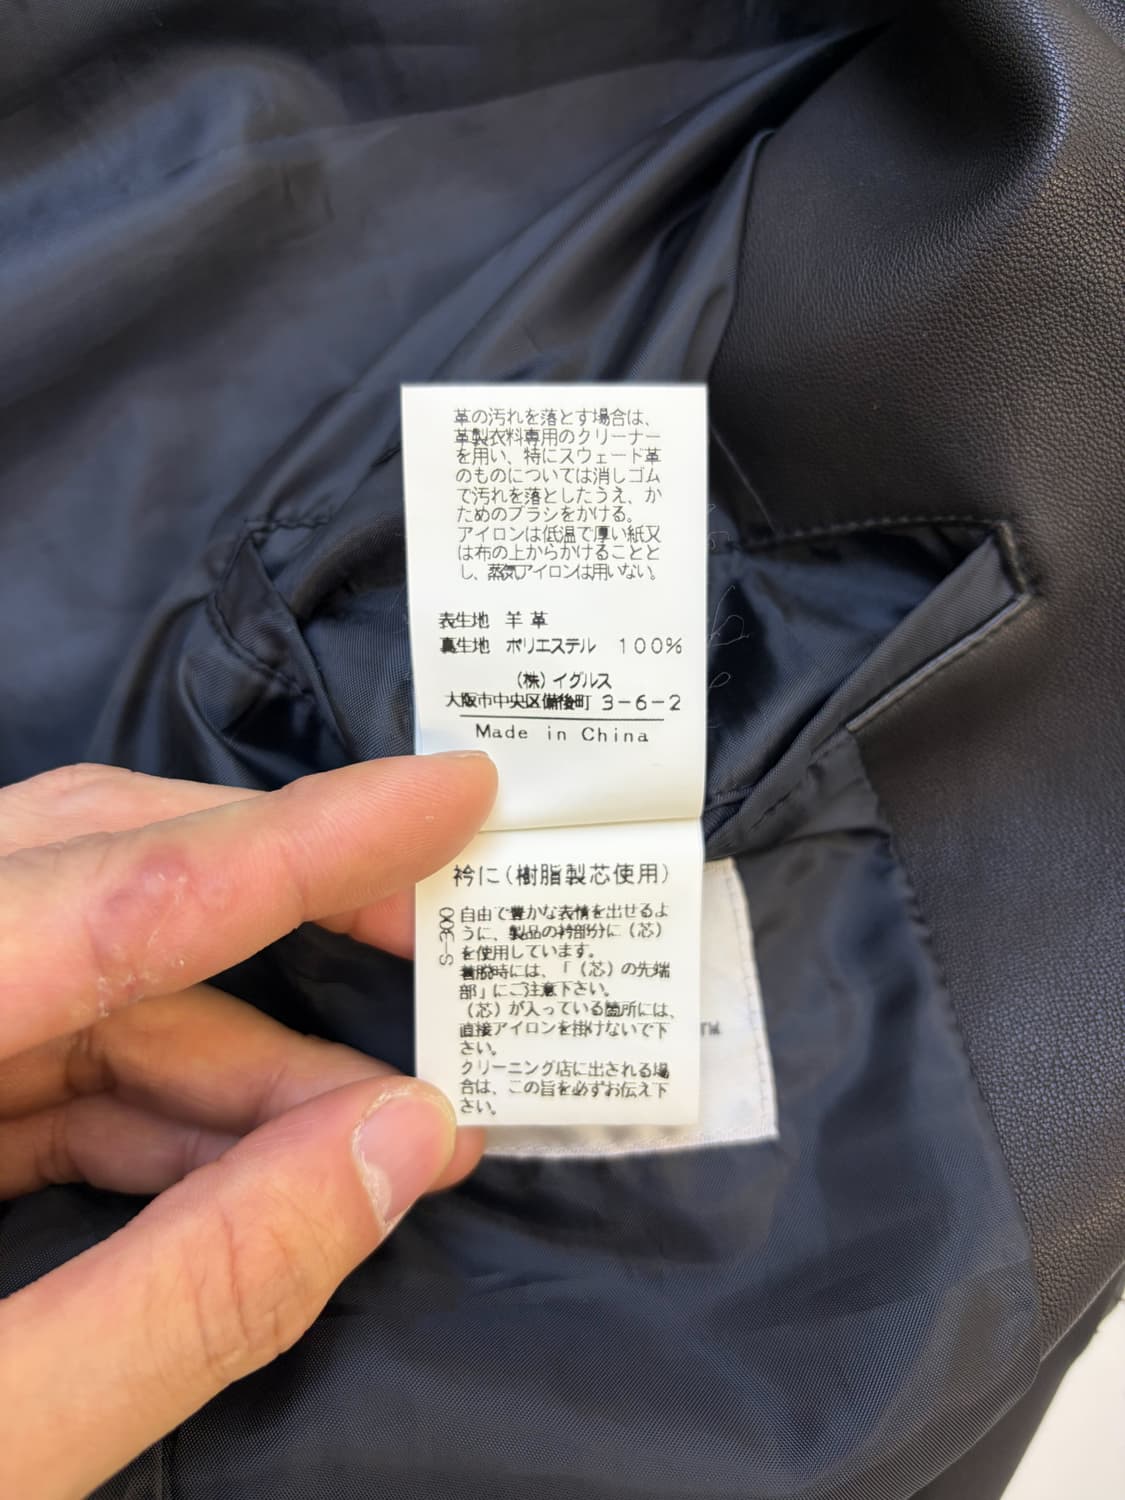 革の汚れを落とす場合は、
革製衣料専用のクリーナー
を用い、特にスウェード革
のものについては消しゴム
で汚れを落としたうえ、か
ためのブラシをかける。
アイロンは低温で厚い紙又
は布の上からかけることと
し、蒸気アイロンは用いない。
表生地 羊革
裏生地 ポリエステル 100%
(株)イグルス
大阪市中央区備後町 3-6-2
Made in China
衿に(樹脂製芯使用)
S-300
自由で豊かな表情を出せるよ
うに、製品の衿部分に(芯)
を使用しています。
着脱時には、「(芯)の先端
部」にご注意下さい。
(芯)が入っている箇所には、
直接アイロンを掛けないで下
さい。
クリーニング店に出される場
合は、この旨を必ずお伝え下
さい。